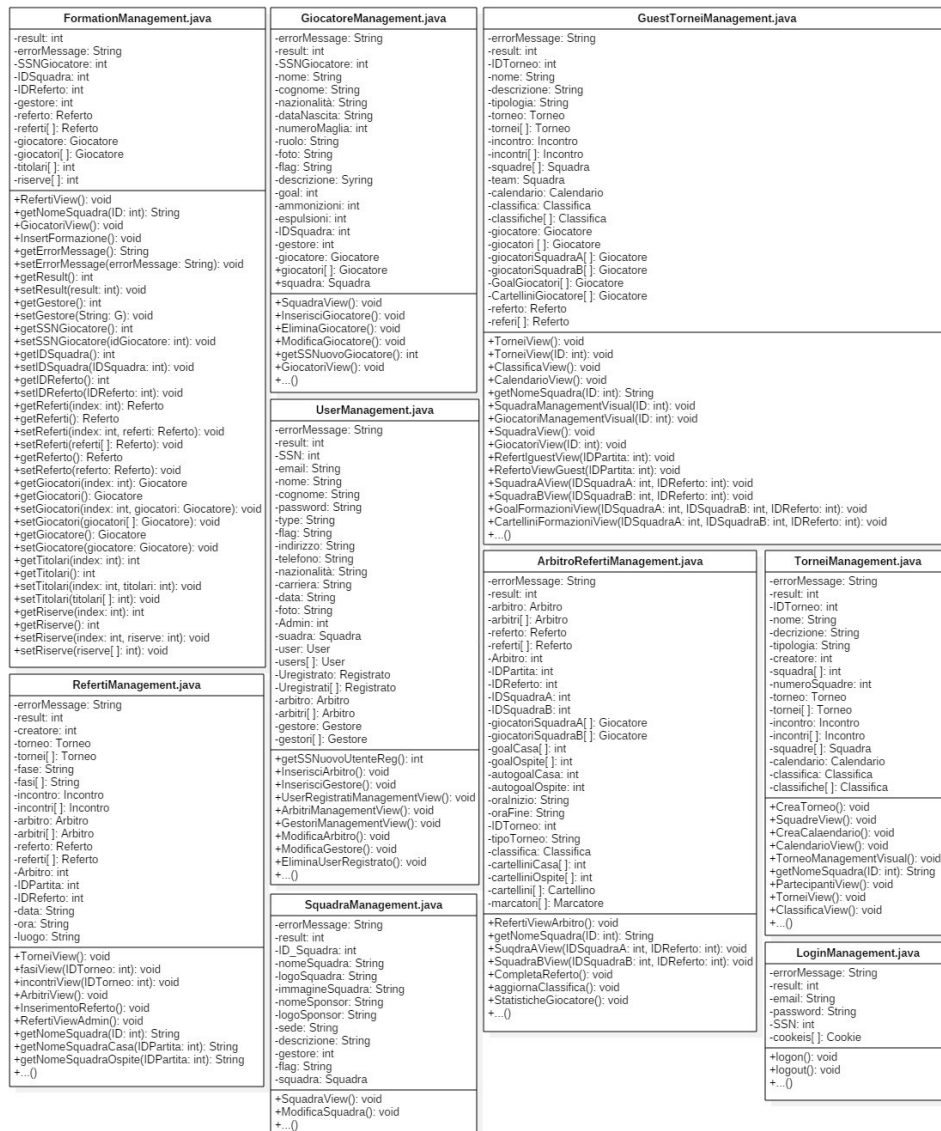 FormationManagement.java
-result: int
-errorMessage: String
-SSNGiocatore: int
-IDSquadra: int
-IDReferto: int
-gestore: int
-referto: Referto
-referti[ ]: Referto
-giocatore: Giocatore
-giocatori[ ]: Giocatore
-titolari[ ]: int
-riserve[ ]: int
+RefertiView(): void
+getNomeSquadra(ID: int): String
+GiocatoriView(): void
+InsertFormazione(): void
+getErrorMessage(): String
+setErrorMessage(errorMessage: String): void
+getResult(): int
+setResult(result: int): void
+getGestore(): int
+setGestore(String: G): void
+getSSNGiocatore(): int
+setSSNGiocatore(idGiocatore: int): void
+getIDSquadra(): int
+setIDSquadra(IDSquadra: int): void
+getIDReferto(): int
+setIDReferto(IDReferto: int): void
+getReferti(index: int): Referto
+getReferti(): Referto
+setReferti(index: int, referti: Referto): void
+setReferti(referti[ ]: Referto): void
+getReferto(): Referto
+setReferto(referto: Referto): void
+getGiocatori(index: int): Giocatore
+getGiocatori(): Giocatore
+setGiocatori(index: int, giocatori: Giocatore): void
+setGiocatori(giocatori[ ]: Giocatore): void
+getGiocatore(): Giocatore
+setGiocatore(giocatore: Giocatore): void
+getTitolari(index: int): int
+getTitolari(): int
+setTitolari(index: int, titolari: int): void
+setTitolari(titolari[ ]: int): void
+getRiserve(index: int): int
+getRiserve(): int
+setRiserve(index: int, riserve: int): void
+setRiserve(riserve[ ]: int): void
RefertiManagement.java
-errorMessage: String
-result: int
-creatore: int
-torneo: Torneo
-tornei[ ]: Torneo
-fase: String
-fasi[ ]: String
-incontro: Incontro
-incontri[ ]: Incontro
-arbitro: Arbitro
-arbitri[ ]: Arbitro
-referto: Referto
-referti[ ]: Referto
-Arbitro: int
-IDPartita: int
-IDReferto: int
-data: String
-ora: String
-luogo: String
+TorneiView(): void
+fasiView(IDTorneo: int): void
+incontriView(IDTorneo: int): void
+ArbitriView(): void
+InserimentoReferto(): void
+RefertiViewAdmin(): void
+getNomeSquadra(ID: int): String
+getNomeSquadraCasa(IDPartita: int): String
+getNomeSquadraOspite(IDPartita: int): String
+...()
GiocatoreManagement.java
-errorMessage: String
-result: int
-SSNGiocatore: int
-nome: String
-cognome: String
-nazionalità: String
-dataNascita: String
-numeroMaglia: int
-ruolo: String
-foto: String
-flag: String
-descrizione: Syring
-goal: int
-ammonizioni: int
-espulsioni: int
-IDSquadra: int
-gestore: int
-giocatore: Giocatore
+giocatori[ ]: Giocatore
+squadra: Squadra
+SquadraView(): void
+InserisciGiocatore(): void
+EliminaGiocatore(): void
+ModificaGiocatore(): void
+getSSNuovoGiocatore(): int
+GiocatoriView(): void
+...()
UserManagement.java
-errorMessage: String
-result: int
-SSN: int
-email: String
-nome: String
-cognome: String
-password: String
-type: String
-flag: String
-indirizzo: String
-telefono: String
-nazionalità: String
-carriera: String
-data: String
-foto: String
-Admin: int
-suadra: Squadra
-user: User
-users[ ]: User
-Uregistrato: Registrato
-Uregistrati[ ]: Registrato
-arbitro: Arbitro
-arbitri[ ]: Arbitro
-gestore: Gestore
-gestori[ ]: Gestore
+getSSNuovoUtenteReg(): int
+InserisciArbitro(): void
+InserisciGestore(): void
+UserRegistratiManagementView(): void
+ArbitriManagementView(): void
+GestoriManagementView(): void
+ModificaArbitro(): void
+ModificaGestore(): void
+EliminaUserRegistrato(): void
+...()
SquadraManagement.java
-errorMessage: String
-result: int
-ID_Squadra: int
-nomeSquadra: String
-logoSquadra: String
-immagineSquadra: String
-nomeSponsor: String
-logoSponsor: String
-sede: String
-descrizione: String
-gestore: int
-flag: String
-squadra: Squadra
+SquadraView(): void
+ModificaSquadra(): void
+...()
GuestTorneiManagement.java
-errorMessage: String
-result: int
-IDTorneo: int
-nome: String
-descrizione: String
-tipologia: String
-torneo: Torneo
-tornei[ ]: Torneo
-incontro: Incontro
-incontri[ ]: Incontro
-squadre[ ]: Squadra
-team: Squadra
-calendario: Calendario
-classifica: Classifica
-classifiche[ ]: Classifica
-giocatore: Giocatore
-giocatori [ ]: Giocatore
-giocatoriSquadraA[ ]: Giocatore
-giocatoriSquadraB[ ]: Giocatore
-GoalGiocatori[ ]: Giocatore
-CartelliniGiocatore[ ]: Giocatore
-referto: Referto
-referi[ ]: Referto
+TorneiView(): void
+TorneiView(ID: int): void
+ClassificaView(): void
+CalendarioView(): void
+getNomeSquadra(ID: int): String
+SquadraManagementVisual(ID: int): void
+GiocatoriManagementVisual(ID: int): void
+SquadraView(): void
+GiocatoriView(ID: int): void
+RefertIguestView(IDPartita: int): void
+RefertoViewGuest(IDPartita: int): void
+SquadraAView(IDSquadraA: int, IDReferto: int): void
+SquadraBView(IDSquadraB: int, IDReferto: int): void
+GoalFormazioniView(IDSquadraA: int, IDSquadraB: int, IDReferto: int): void
+CartelliniFormazioniView(IDSquadraA: int, IDSquadraB: int, IDReferto: int): void
+...()
ArbitroRefertiManagement.java
-errorMessage: String
-result: int
-arbitro: Arbitro
-arbitri[ ]: Arbitro
-referto: Referto
-referti[ ]: Referto
-Arbitro: int
-IDPartita: int
-IDReferto: int
-IDSquadraA: int
-IDSquadraB: int
-giocatoriSquadraA[ ]: Giocatore
-giocatoriSquadraB[ ]: Giocatore
-goalCasa[ ]: int
-goalOspite[ ]: int
-autogoalCasa: int
-autogoalOspite: int
-oraInizio: String
-oraFine: String
-IDTorneo: int
-tipoTorneo: String
-classifica: Classifica
-cartelliniCasa[ ]: int
-cartelliniOspite[ ]: int
-cartellini[ ]: Cartellino
-marcatori[ ]: Marcatore
+RefertiViewArbitro(): void
+getNomeSquadra(ID: int): String
+SuqdraAView(IDSquadraA: int, IDReferto: int): void
+SquadraBView(IDSquadraB: int, IDReferto: int): void
+CompletaReferto(): void
+aggiornaClassifica(): void
+StatisticheGiocatore(): void
+...()
TorneiManagement.java
-errorMessage: String
-result: int
-IDTorneo: int
-nome: String
-decrizione: String
-tipologia: String
-creatore: int
-squadra[ ]: int
-numeroSquadre: int
-torneo: Torneo
-tornei[ ]: Torneo
-incontro: Incontro
-incontri[ ]: Incontro
-squadre[ ]: Squadra
-calendario: Calendario
-classifica: Classifica
-classifiche[ ]: Classifica
+CreaTorneo(): void
+SquadreView(): void
+CreaCalaendario(): void
+CalendarioView(): void
+TorneoManagementVisual(): void
+getNomeSquadra(ID: int): String
+PartecipantiView(): void
+TorneiView(): void
+ClassificaView(): void
+...()
LoginManagement.java
-errorMessage: String
-result: int
-email: String
-password: String
-SSN: int
-cookeis[ ]: Cookie
+logon(): void
+logout(): void
+...()